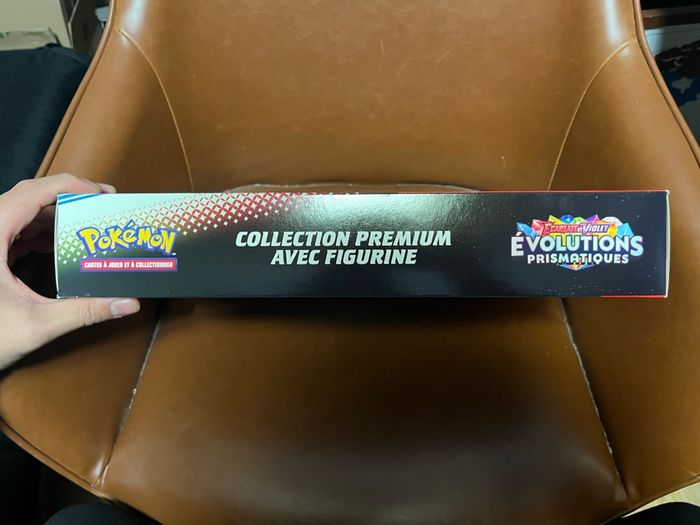 POKÉMON
CARTES À JOUER ET À COLLECTIONNER
COLLECTION PREMIUM
AVEC FIGURINE
ÉCARLATE ET VIOLET
ÉVOLUTIONS
PRISMATIQUES